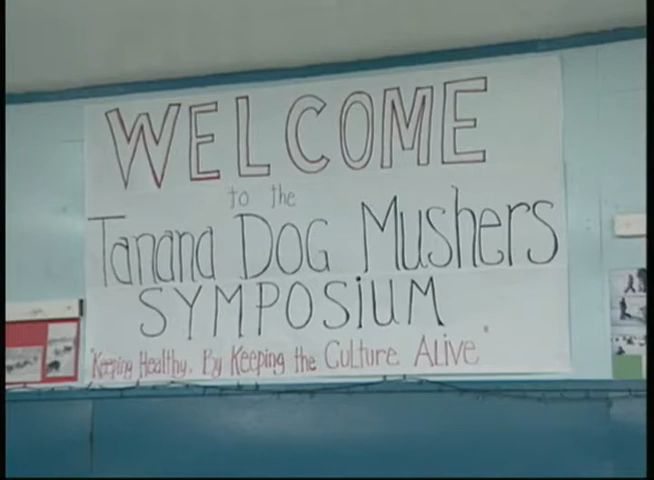 WELCOME
to the
Tanana DOG MUSHERS
SYMPOSiUM
"Keeping Healthy. By Keeping the Culture Alive"